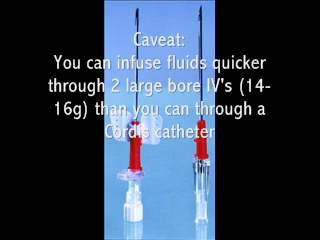 Caveat:
You can infuse fluids quicker
through 2 large bore IV's (14-
16g) than you can through a
Cordis catheter